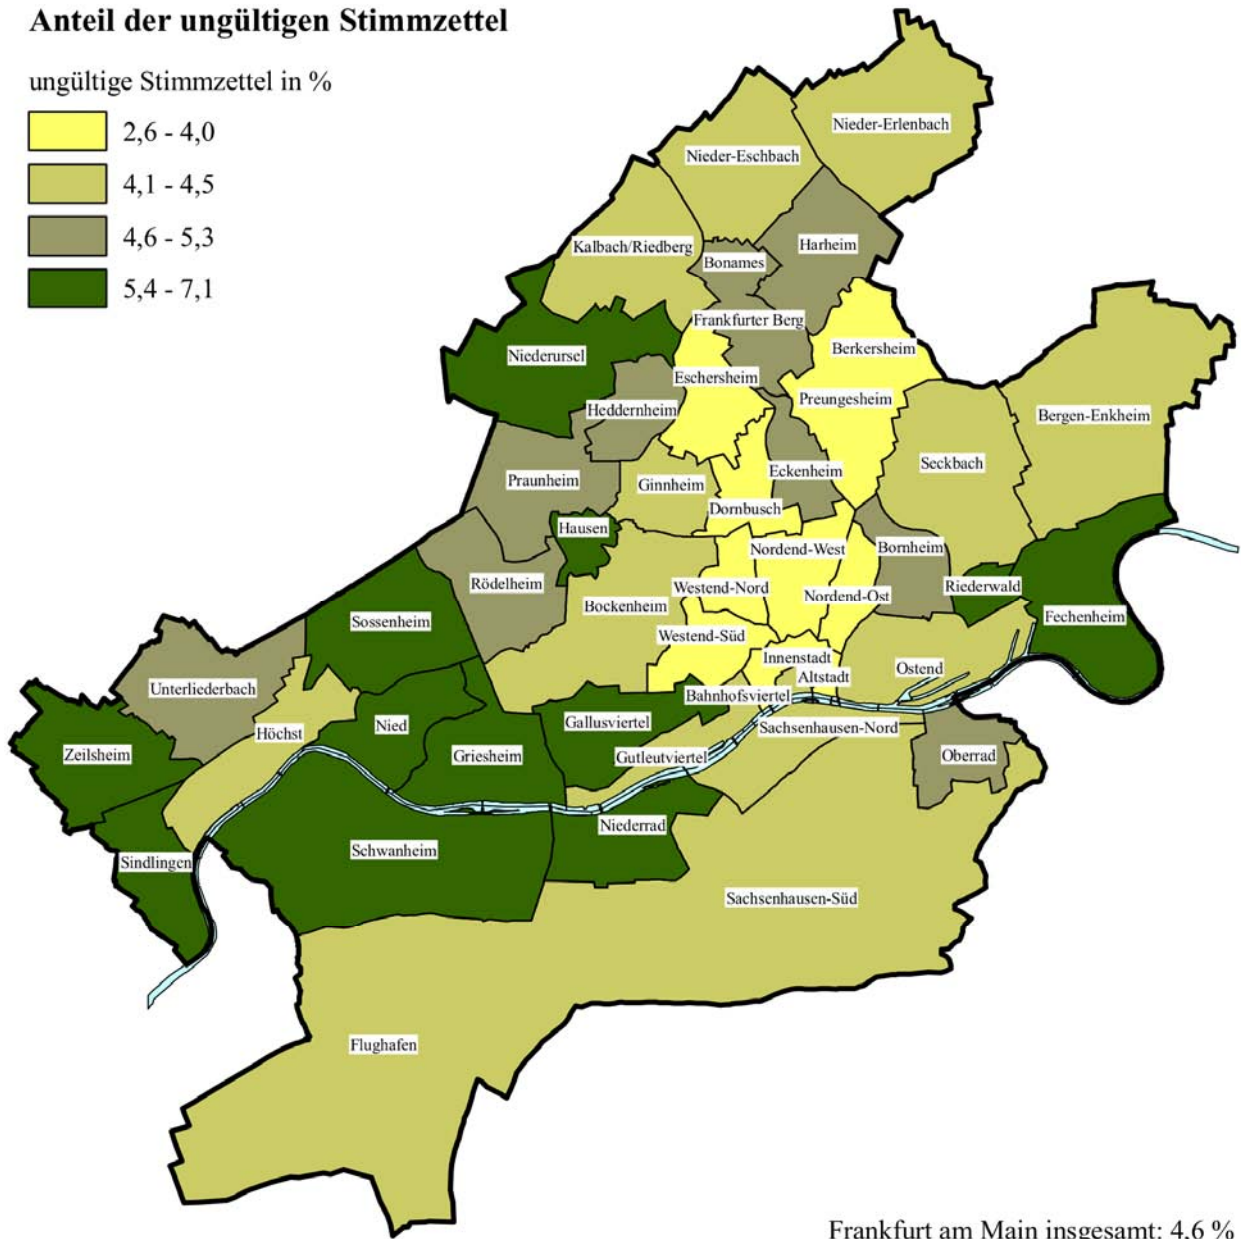 Anteil der ungültigen Stimmzettel
ungültige Stimmzettel in %
2,6 - 4,0
4,1 - 4,5
4,6 - 5,3
5,4 - 7,1
Nieder-Erlenbach
Nieder-Eschbach
Kalbach/Riedberg
Harheim
Bonames
Frankfurter Berg
Niederursel
Berkersheim
Eschersheim
Preungesheim
Heddernheim
Bergen-Enkheim
Seckbach
Eckenheim
Praunheim
Ginnheim
Dornbusch
Hausen
Nordend-West
Bornheim
Rödelheim
Westend-Nord
Riederwald
Nordend-Ost
Bockenheim
Fechenheim
Sossenheim
Westend-Süd
Innenstadt
Ostend
Altstadt
Unterliederbach
Bahnhofsviertel
Gallusviertel
Nied
Sachsenhausen-Nord
Höchst
Zeilsheim
Griesheim
Gutleutviertel
Oberrad
Niederrad
Schwanheim
Sindlingen
Sachsenhausen-Süd
Flughafen
Frankfurt am Main insgesamt: 4,6 %